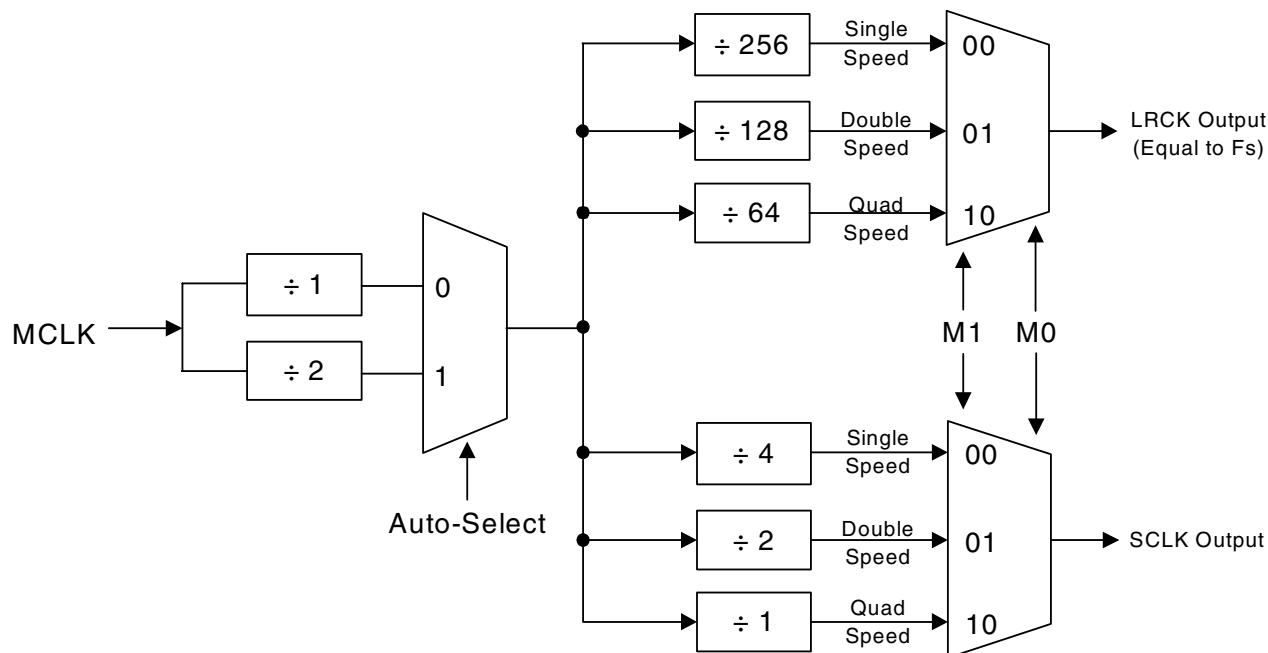 ÷ 256
Single
Speed
00
÷ 128
Double
Speed
01
LRCK Output
(Equal to Fs)
÷ 64
Quad
Speed
10
÷ 1
0
MCLK
÷ 2
1
Auto-Select
M1
M0
÷ 4
Single
Speed
00
÷ 2
Double
Speed
01
SCLK Output
÷ 1
Quad
Speed
10